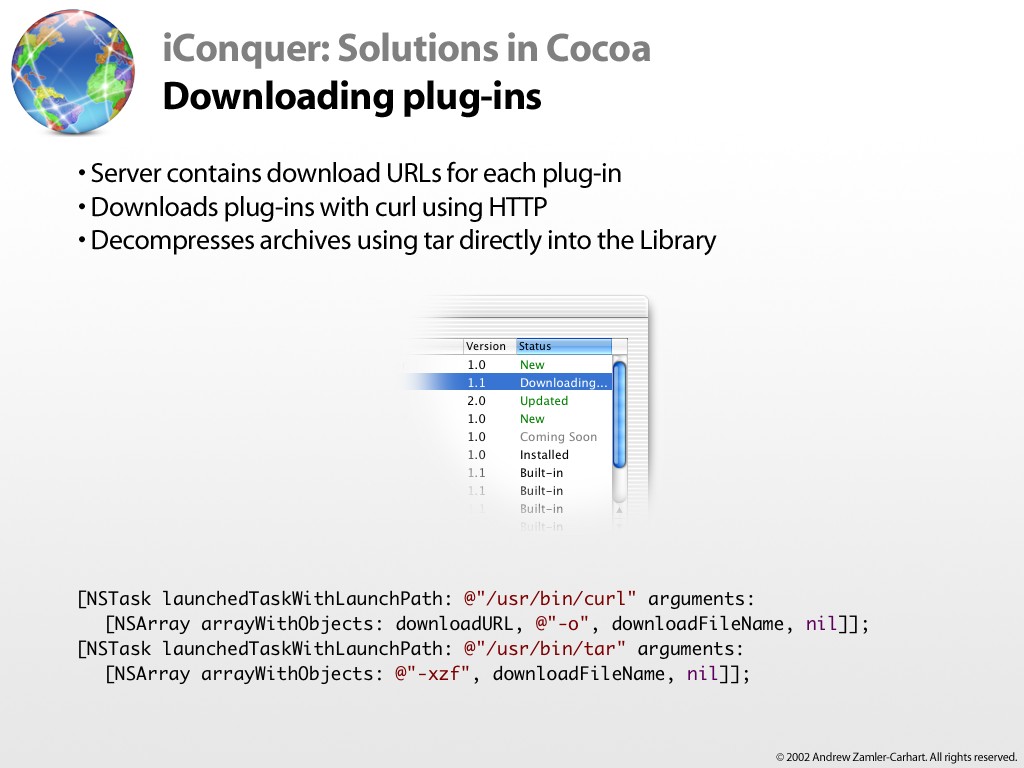 iConquer: Solutions in Cocoa
Downloading plug-ins
• Server contains download URLs for each plug-in
• Downloads plug-ins with curl using HTTP
• Decompresses archives using tar directly into the Library
Version Status
1.0 New
1.1 Downloading...
2.0 Updated
1.0 New
1.0 Coming Soon
1.0 Installed
1.1 Built-in
1.1 Built-in
1.1 Built-in
Built-in
[NSTask launchedTaskWithLaunchPath: @"/usr/bin/curl" arguments:
[NSArray arrayWithObjects: downloadURL, @"-o", downloadFileName, nil]];
[NSTask launchedTaskWithLaunchPath: @"/usr/bin/tar" arguments:
[NSArray arrayWithObjects: @"-xzf", downloadFileName, nil]];
© 2002 Andrew Zamler-Carhart. All rights reserved.